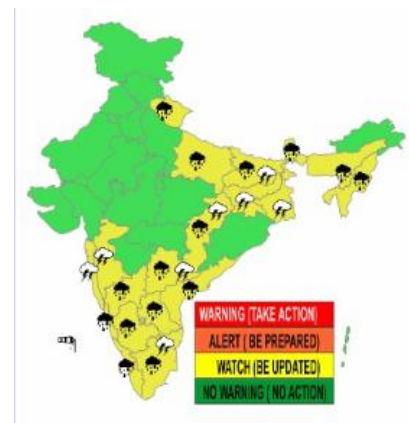 WARNING (TAKE ACTION)
ALERT ( BE PREPARED)
WATCH (BE UPDATED)
NO WARNING ( NO ACTION)